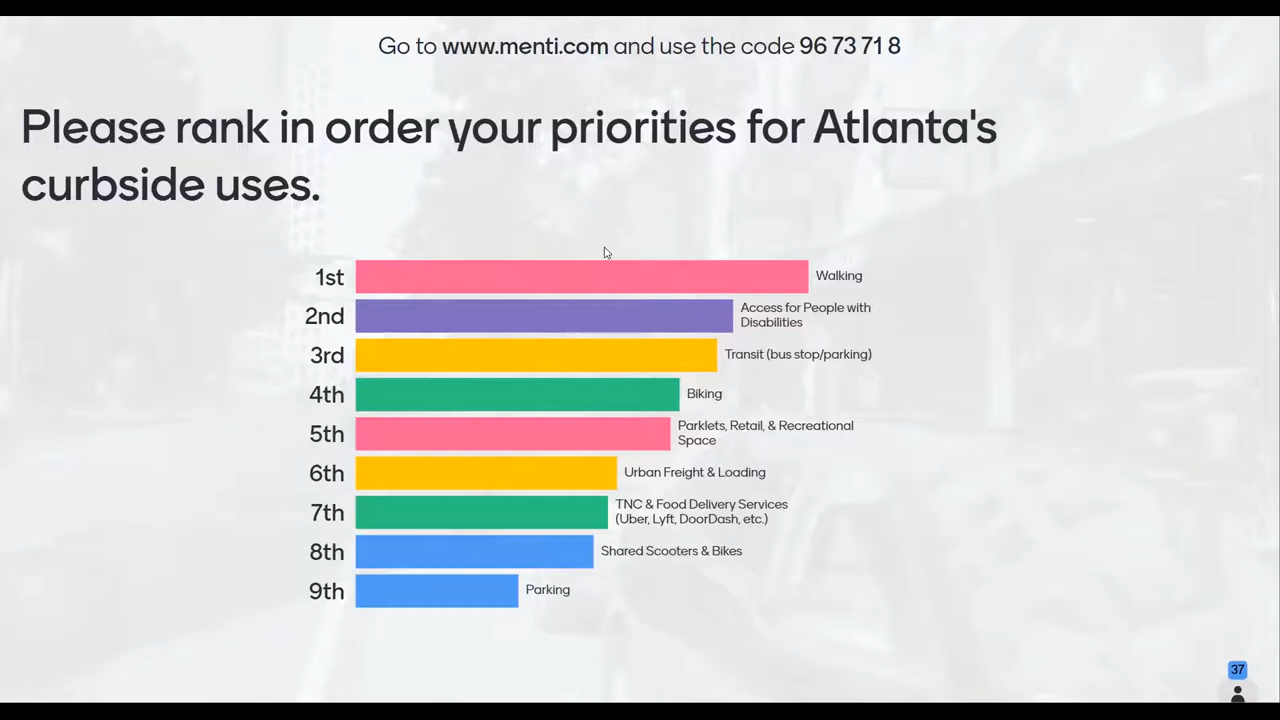 Go to www.menti.com and use the code 96 73 71 8
Please rank in order your priorities for Atlanta's
curbside uses.
1st Walking
2nd Access for People with
Disabilities
3rd Transit (bus stop/parking)
4th Biking
5th Parklets, Retail, & Recreational
Space
6th Urban Freight & Loading
7th TNC & Food Delivery Services
(Uber, Lyft, DoorDash, etc.)
8th Shared Scooters & Bikes
9th Parking
37